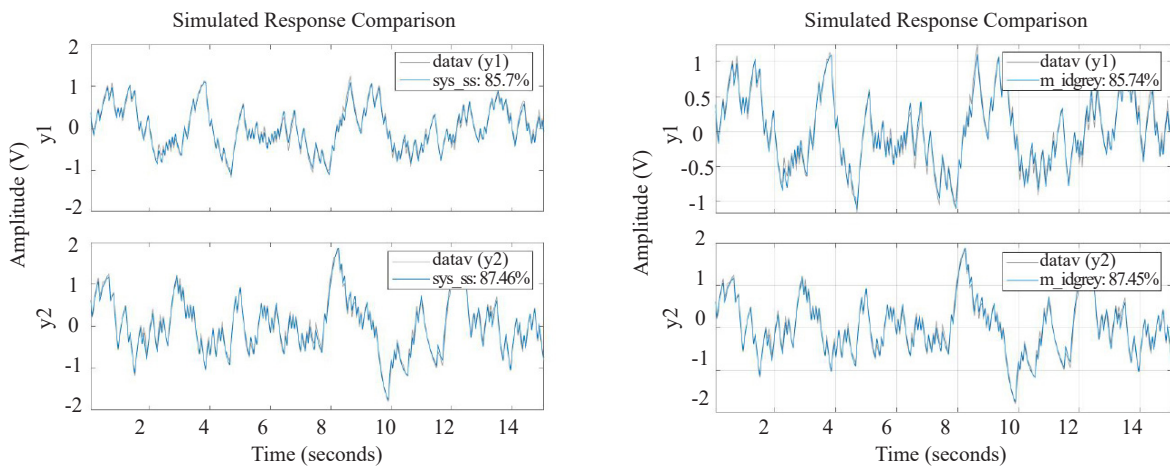 Simulated Response Comparison
2
1
0
-1
-2
y1
datav (y1)
sys_ss: 85.7%
Amplitude (V)
2
1
0
-1
-2
y2
datav (y2)
sys_ss: 87.46%
2
4
6
8
10
12
14
Time (seconds)
Simulated Response Comparison
1
0.5
0
-0.5
-1
y1
datav (y1)
m_idgrey: 85.74%
Amplitude (V)
2
1
0
-1
-2
y2
datav (y2)
m_idgrey: 87.45%
2
4
6
8
10
12
14
Time (seconds)